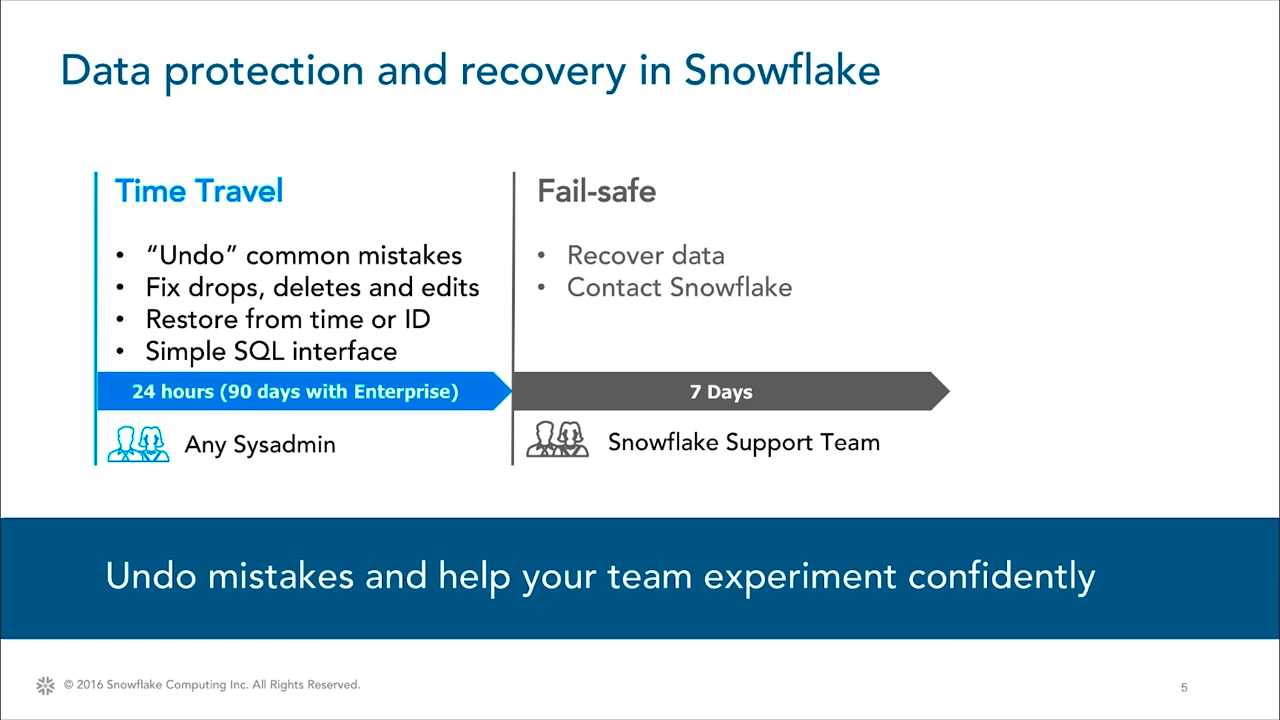 Data protection and recovery in Snowflake
Time Travel
• “Undo” common mistakes
• Fix drops, deletes and edits
• Restore from time or ID
• Simple SQL interface
24 hours (90 days with Enterprise)
Any Sysadmin
Fail-safe
• Recover data
• Contact Snowflake
7 Days
Snowflake Support Team
Undo mistakes and help your team experiment confidently
© 2016 Snowflake Computing Inc. All Rights Reserved.
5